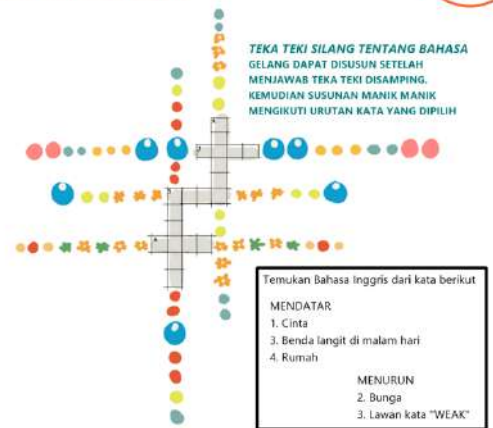 TEKA TEKI SILANG TENTANG BAHASA
GELANG DAPAT DISUSUN SETELAH
MENJAWAB TEKA TEKI DISAMPING.
KEMUDIAN SUSUNAN MANIK MANIK
MENGIKUTI URUTAN KATA YANG DIPILIH
Temukan Bahasa Inggris dari kata berikut
MENDATAR
1. Cinta
3. Benda langit di malam hari
4. Rumah
MENURUN
2. Bunga
3. Lawan kata "WEAK"